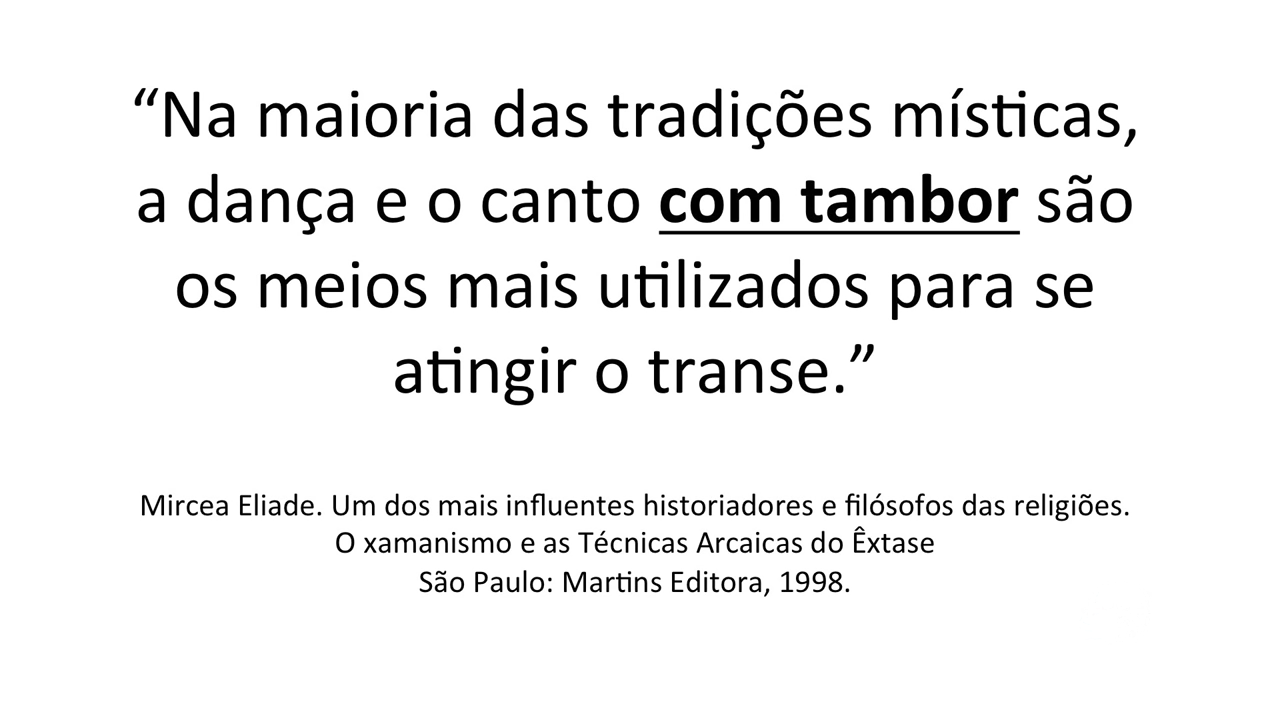 “Na maioria das tradições místicas,
a dança e o canto com tambor são
os meios mais utilizados para se
atingir o transe.”
Mircea Eliade. Um dos mais influentes historiadores e filósofos das religiões.
O xamanismo e as Técnicas Arcaicas do Êxtase
São Paulo: Martins Editora, 1998.